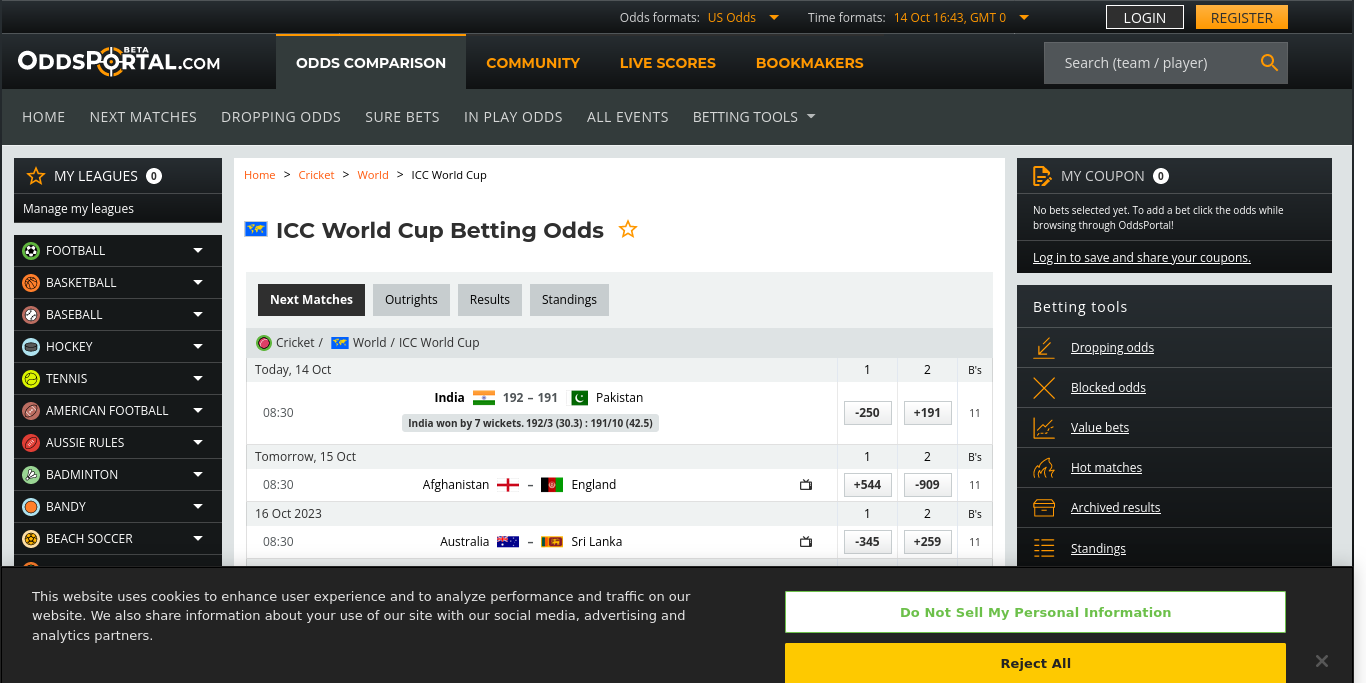 Odds formats: US Odds Time formats: 14 Oct 16:43, GMT 0 LOGIN REGISTER
ODDSPORTAL.COM BETA ODDS COMPARISON COMMUNITY LIVE SCORES BOOKMAKERS Search (team / player)
HOME NEXT MATCHES DROPPING ODDS SURE BETS IN PLAY ODDS ALL EVENTS BETTING TOOLS
MY LEAGUES 0
Manage my leagues
FOOTBALL
BASKETBALL
BASEBALL
HOCKEY
TENNIS
AMERICAN FOOTBALL
AUSSIE RULES
BADMINTON
BANDY
BEACH SOCCER
Home > Cricket > World > ICC World Cup
ICC World Cup Betting Odds
Next Matches Outrights Results Standings
Cricket / World / ICC World Cup
Today, 14 Oct 1 2 B's
08:30 India 192 – 191 Pakistan -250 +191 11
India won by 7 wickets. 192/3 (30.3) : 191/10 (42.5)
Tomorrow, 15 Oct 1 2 B's
08:30 Afghanistan – England +544 -909 11
16 Oct 2023 1 2 B's
08:30 Australia – Sri Lanka -345 +259 11
MY COUPON 0
No bets selected yet. To add a bet click the odds while
browsing through OddsPortal!
Log in to save and share your coupons.
Betting tools
Dropping odds
Blocked odds
Value bets
Hot matches
Archived results
Standings
This website uses cookies to enhance user experience and to analyze performance and traffic on our
website. We also share information about your use of our site with our social media, advertising and
analytics partners.
Do Not Sell My Personal Information
Reject All